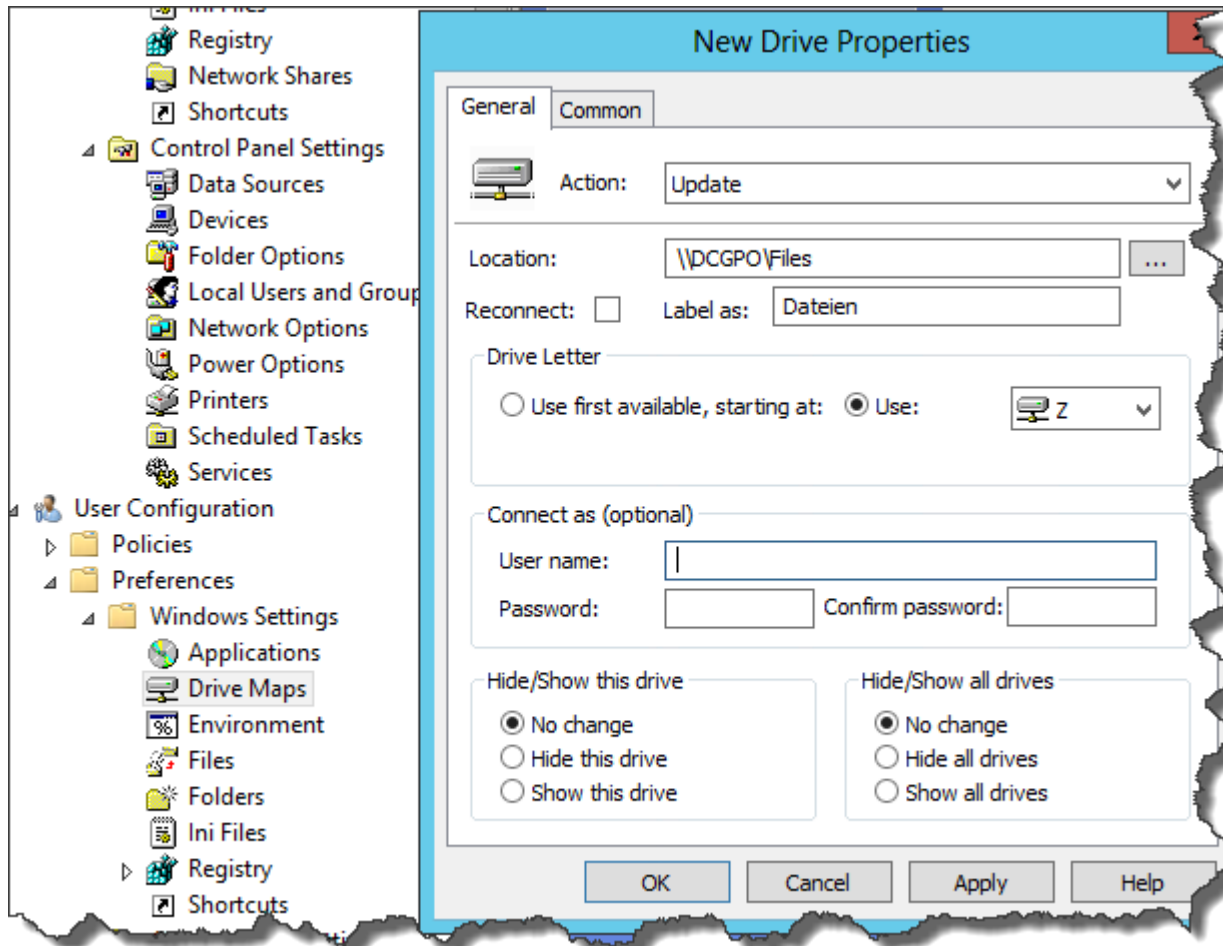 Ini Files
Registry
Network Shares
Shortcuts
Control Panel Settings
Data Sources
Devices
Folder Options
Local Users and Group
Network Options
Power Options
Printers
Scheduled Tasks
Services
User Configuration
Policies
Preferences
Windows Settings
Applications
Drive Maps
Environment
Files
Folders
Ini Files
Registry
Shortcuts
New Drive Properties
General Common
Action: Update
Location: \\DCGPO\Files ...
Reconnect: Label as: Dateien
Drive Letter
Use first available, starting at: Use: Z
Connect as (optional)
User name:
Password: Confirm password:
Hide/Show this drive
No change
Hide this drive
Show this drive
Hide/Show all drives
No change
Hide all drives
Show all drives
OK Cancel Apply Help